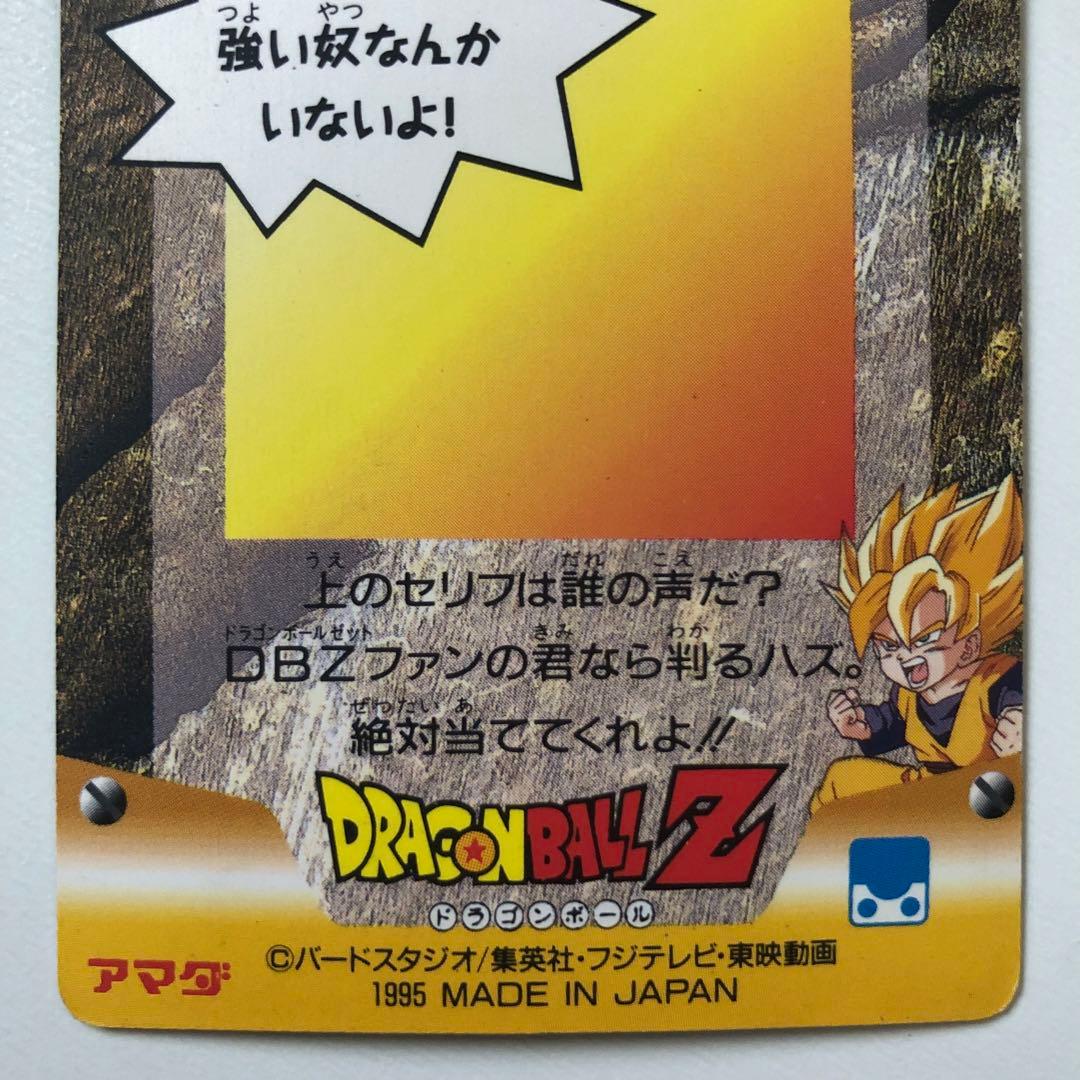 つよ やつ
強い奴なんか
いないよ!
うえ だれ こえ
上のセリフは誰の声だ?
ドラゴンボールゼット きみ わか
DBZファンの君なら判るハズ。
ぜったい あ
絶対当ててくれよ!!
DRAGON BALL Z
ドラゴンボール
アマダ
©バードスタジオ/集英社・フジテレビ・東映動画
1995 MADE IN JAPAN